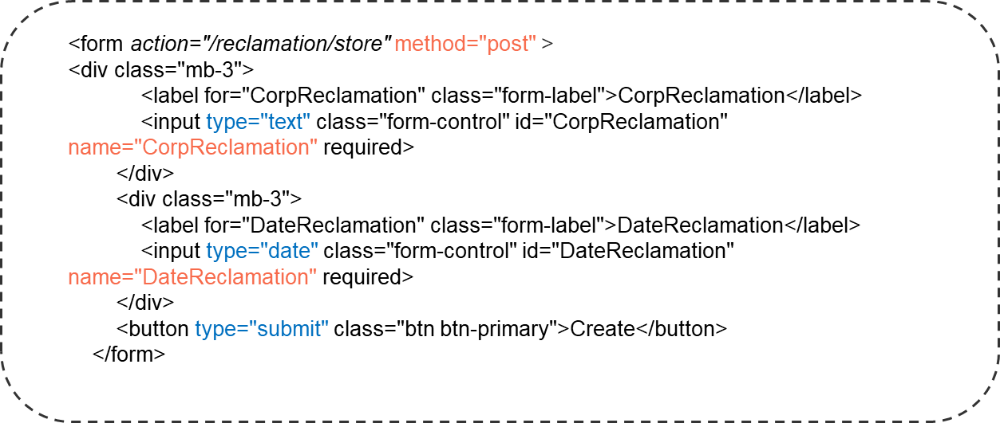 <form action="/reclamation/store" method="post" >
<div class="mb-3">
<label for="CorpReclamation" class="form-label">CorpReclamation</label>
<input type="text" class="form-control" id="CorpReclamation"
name="CorpReclamation" required>
</div>
<div class="mb-3">
<label for="DateReclamation" class="form-label">DateReclamation</label>
<input type="date" class="form-control" id="DateReclamation"
name="DateReclamation" required>
</div>
<button type="submit" class="btn btn-primary">Create</button>
</form>